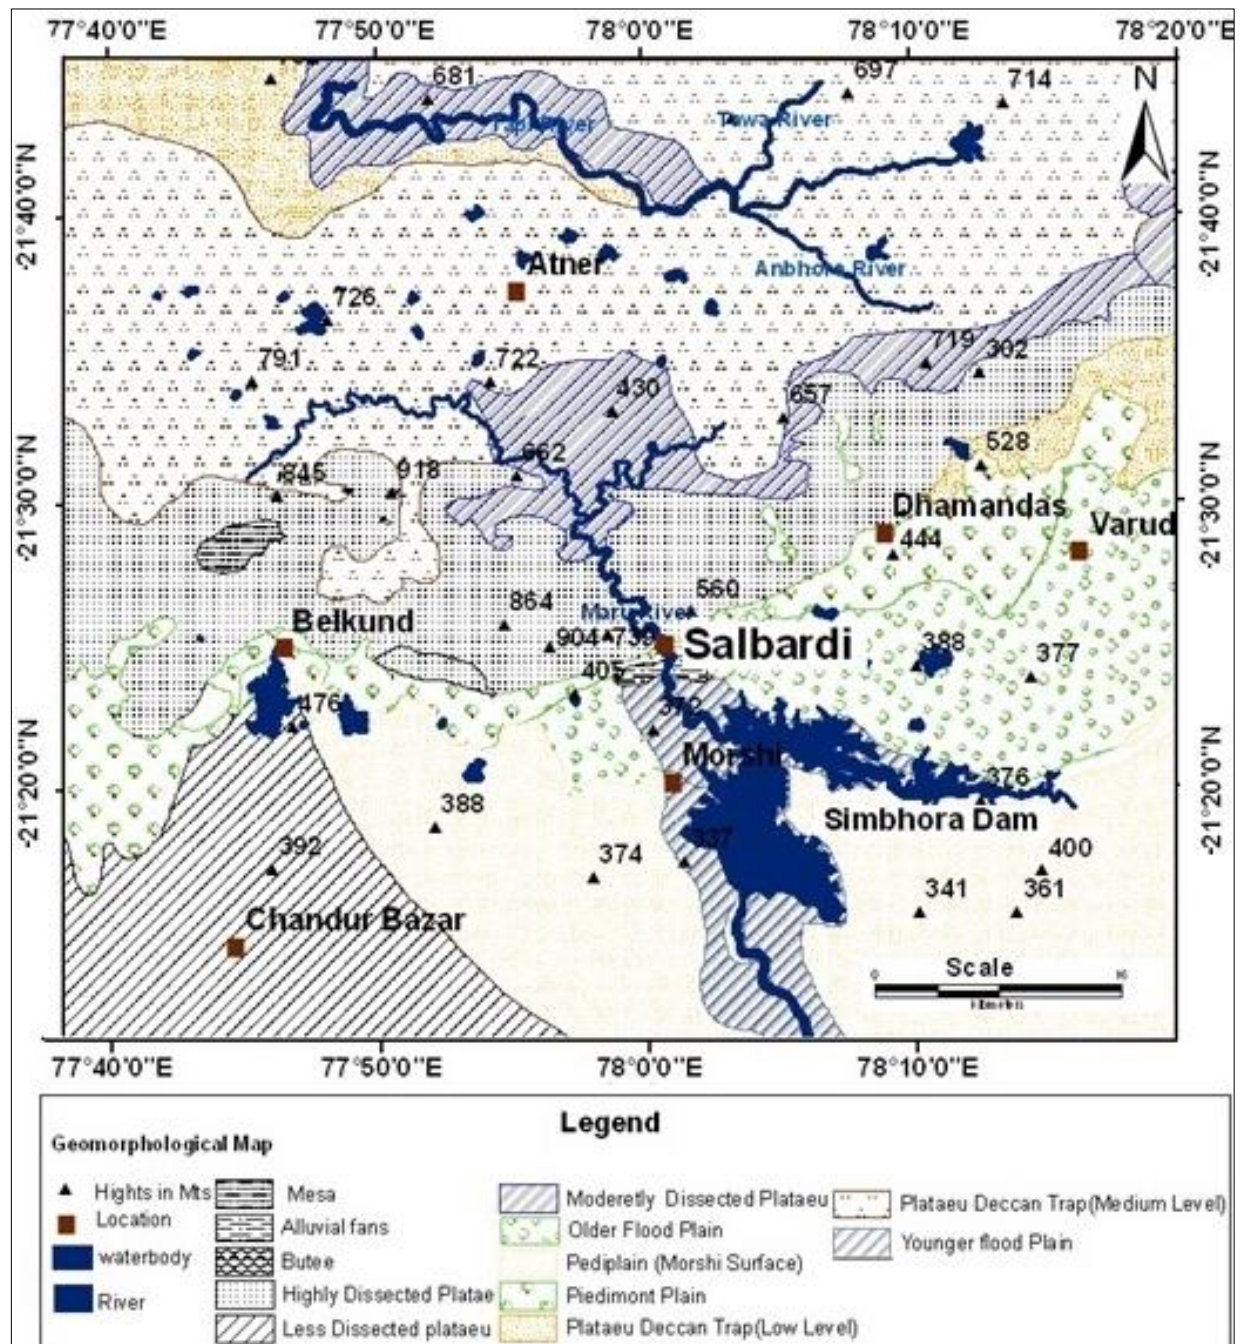 77°40'0"E 77°50'0"E 78°0'0"E 78°10'0"E 78°20'0"E
N
681
697
714
Tawa River
-21°40'0"N
-21°40'0"N
Atner
Anbhora River
726
791
722
719
302
430
657
662
528
845
918
-21°30'0"N
-21°30'0"N
Dhamandas
Varud
444
560
864
Belkund
904
Salbardi
388
377
405
476
372
Morshi
-21°20'0"N
-21°20'0"N
376
388
Simbhora Dam
392
374
337
400
341
361
Chandur Bazar
Scale
0
77°40'0"E 77°50'0"E 78°0'0"E 78°10'0"E
Legend
Geomorphological Map
Hights in Mts
Location
waterbody
River
Mesa
Alluvial fans
Butee
Highly Dissected Platae
Less Dissected plataeu
Moderetly Dissected Plataeu
Older Flood Plain
Pediplain (Morshi Surface)
Piedimont Plain
Plataeu Deccan Trap(Low Level)
Plataeu Deccan Trap(Medium Level)
Younger flood Plain